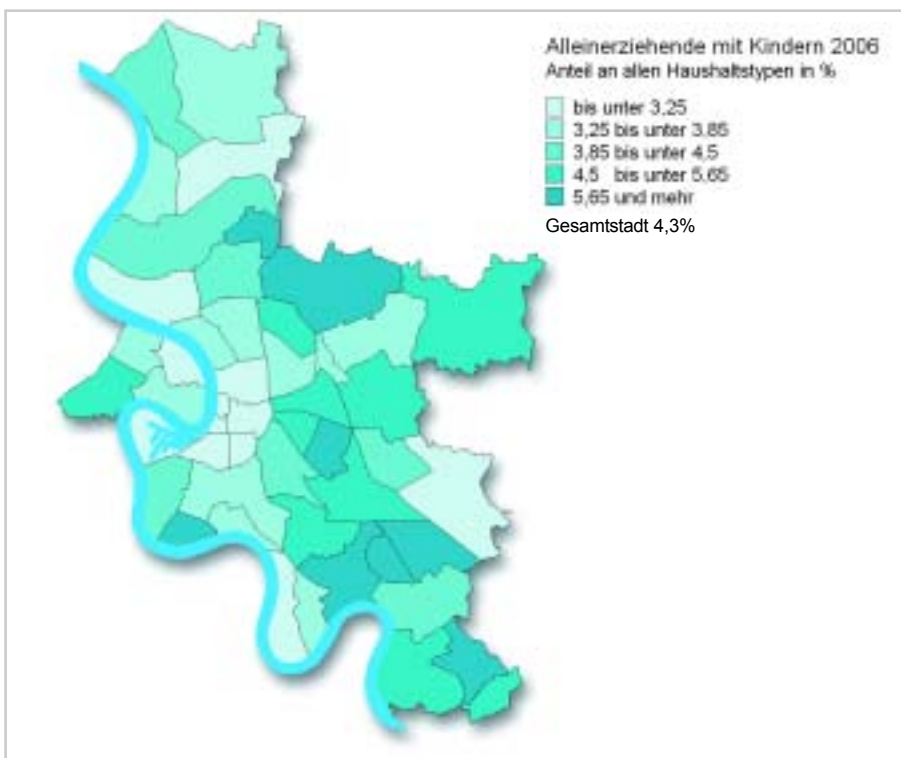 Alleinerziehende mit Kindern 2006
Anteil an allen Haushaltstypen in %
bis unter 3,25
3,25 bis unter 3,85
3,85 bis unter 4,5
4,5 bis unter 5,65
5,65 und mehr
Gesamtstadt 4,3%